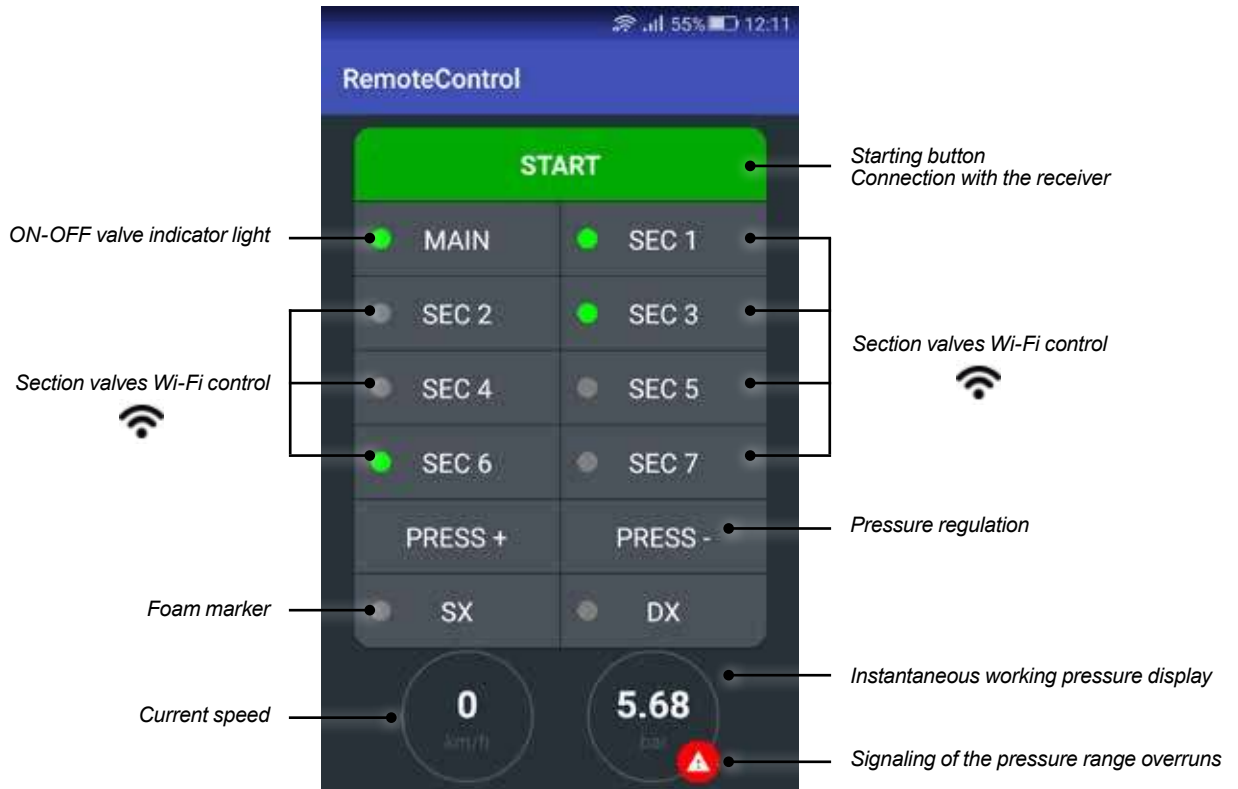 55% 12:11
RemoteControl
START
Starting button
Connection with the receiver
ON-OFF valve indicator light
MAIN
SEC 1
SEC 2
SEC 3
Section valves Wi-Fi control
Section valves Wi-Fi control
SEC 4
SEC 5
SEC 6
SEC 7
PRESS +
PRESS -
Pressure regulation
Foam marker
SX
DX
Instantaneous working pressure display
Current speed
0
km/h
5.68
bar
Signaling of the pressure range overruns